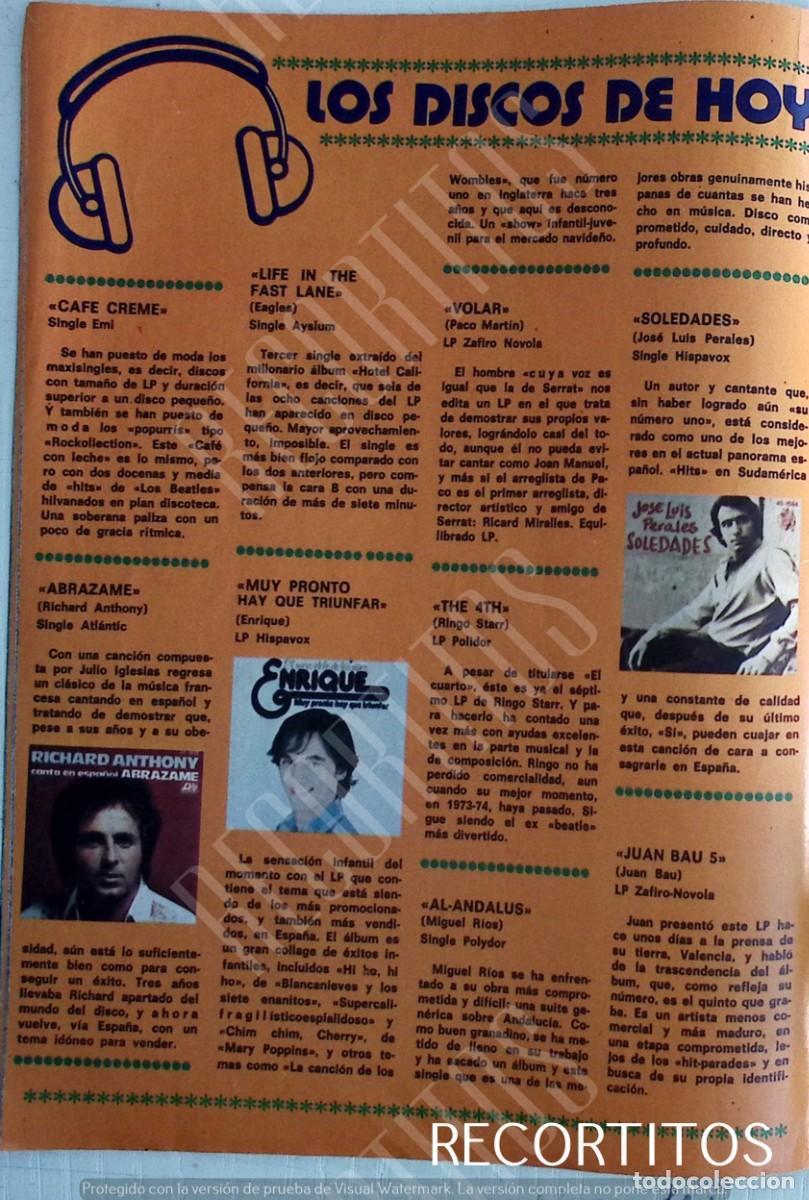 LOS DISCOS DE HOY
«CAFE CREME»
Single Emi
Se han puesto de moda los
maxisingles, es decir, discos
con tamaño de LP y duración
superior a un disco pequeño.
Y también se han puesto de
moda los «popurrís» tipo
«Rockollection». Este «Café
con leche» es lo mismo, pe-
ro con dos docenas y media
de «hits» de «Los Beatles»
hilvanados en plan discoteca.
Una soberana paliza con un
poco de gracia rítmica.
«ABRAZAME»
(Richard Anthony)
Single Atlántic
Con una canción compues-
ta por Julio Iglesias regresa
un clásico de la música fran-
cesa cantando en español y
tratando de demostrar que,
pese a sus años y a su obe-
RICHARD ANTHONY
canta en español ABRAZAME
sidad, aún está lo suficiente-
mente bien como para con-
seguir un éxito. Tres años
llevaba Richard apartado del
mundo del disco, y ahora
vuelve, vía España, con un
tema idóneo para vender.
«LIFE IN THE
FAST LANE»
(Eagles)
Single Aysium
Tercer single extraído del
millonario álbum «Hotel Cali-
fornia», es decir, que seis de
las ocho canciones del LP
han aparecido en disco pe-
queño. Mayor aprovechamien-
to, imposible. El single es
más bien flojo comparado con
los dos anteriores, pero com-
pensa la cara B con una du-
ración de más de siete minu-
tos.
«MUY PRONTO
HAY QUE TRIUNFAR»
(Enrique)
LP Hispavox
ENRIQUE
Muy pronto hay que triunfar
La sensación infantil del
momento con el LP que con-
tiene el tema que está sien-
do de los más promociona-
dos, y también más vendi-
dos, en España. El álbum es
un gran collage de éxitos in-
fantiles, incluidos «Hi ho, hi
ho», de «Blancanieves y los
siete enanitos», «Supercali-
fragilísticoespialidoso» y
«Chim chim, Cherry», de
«Mary Poppins», y otros te-
mas como «La canción de los
Wombles», que fue número
uno en Inglaterra hace tres
años y que aquí es descono-
cida. Un «show» infantil-juve-
nil para el mercado navideño.
«VOLAR»
(Paco Martín)
LP Zafiro Novola
El hombre «cuya voz es
igual que la de Serrat» nos
edita un LP en el que trata
de demostrar sus propios va-
lores, lográndolo casi del to-
do, aunque él no pueda evi-
tar cantar como Joan Manuel,
y más si el arreglista de Pa-
co es el primer arreglista, di-
rector artístico y amigo de
Serrat: Ricard Miralles. Equi-
librado LP.
«THE 4TH»
(Ringo Starr)
LP Polidor
A pesar de titularse «El
cuarto», éste es ya el sépti-
mo LP de Ringo Starr. Y pa-
ra hacerlo ha contado una
vez más con ayudas excelen-
tes en la parte musical y la
de composición. Ringo no ha
perdido comercialidad, aun
cuando su mejor momento,
en 1973-74, haya pasado. Si-
gue siendo el ex «beatle»
más divertido.
«AL-ANDALUS»
(Miguel Ríos)
Single Polydor
Miguel Ríos se ha enfren-
tado a su obra más compro-
metida y difícil: una suite ge-
nérica sobre Andalucía. Co-
mo buen granadino, se ha me-
tido de lleno en su trabajo
y ha sacado un álbum y este
single que es una de las me-
jores obras genuinamente his-
panas de cuantas se han he-
cho en música. Disco com-
prometido, cuidado, directo y
profundo.
«SOLEDADES»
(José Luis Perales)
Single Hispavox
Un autor y cantante que,
sin haber logrado aún «su
número uno», está conside-
rado como uno de los mejo-
res en el actual panorama es-
pañol. «Hits» en Sudamérica
José Luis
Perales
SOLEDADES
y una constante de calidad
que, después de su último
éxito, «Sí», pueden cuajar en
esta canción de cara a con-
sagrarle en España.
«JUAN BAU 5»
(Juan Bau)
LP Zafiro-Novola
Juan presentó este LP ha-
ce unos días a la prensa de
su tierra, Valencia, y habló
de la trascendencia del ál-
bum, que, como refleja su
número, es el quinto que gra-
ba. Es un artista menos co-
mercial y más maduro, en
una etapa comprometida, le-
jos de los «hit-parades» y en
busca de su propia identifi-
cación.
RECORTITOS
todocoleccion
Protegido con la versión de prueba de Visual Watermark. La versión completa no pone esta marca.